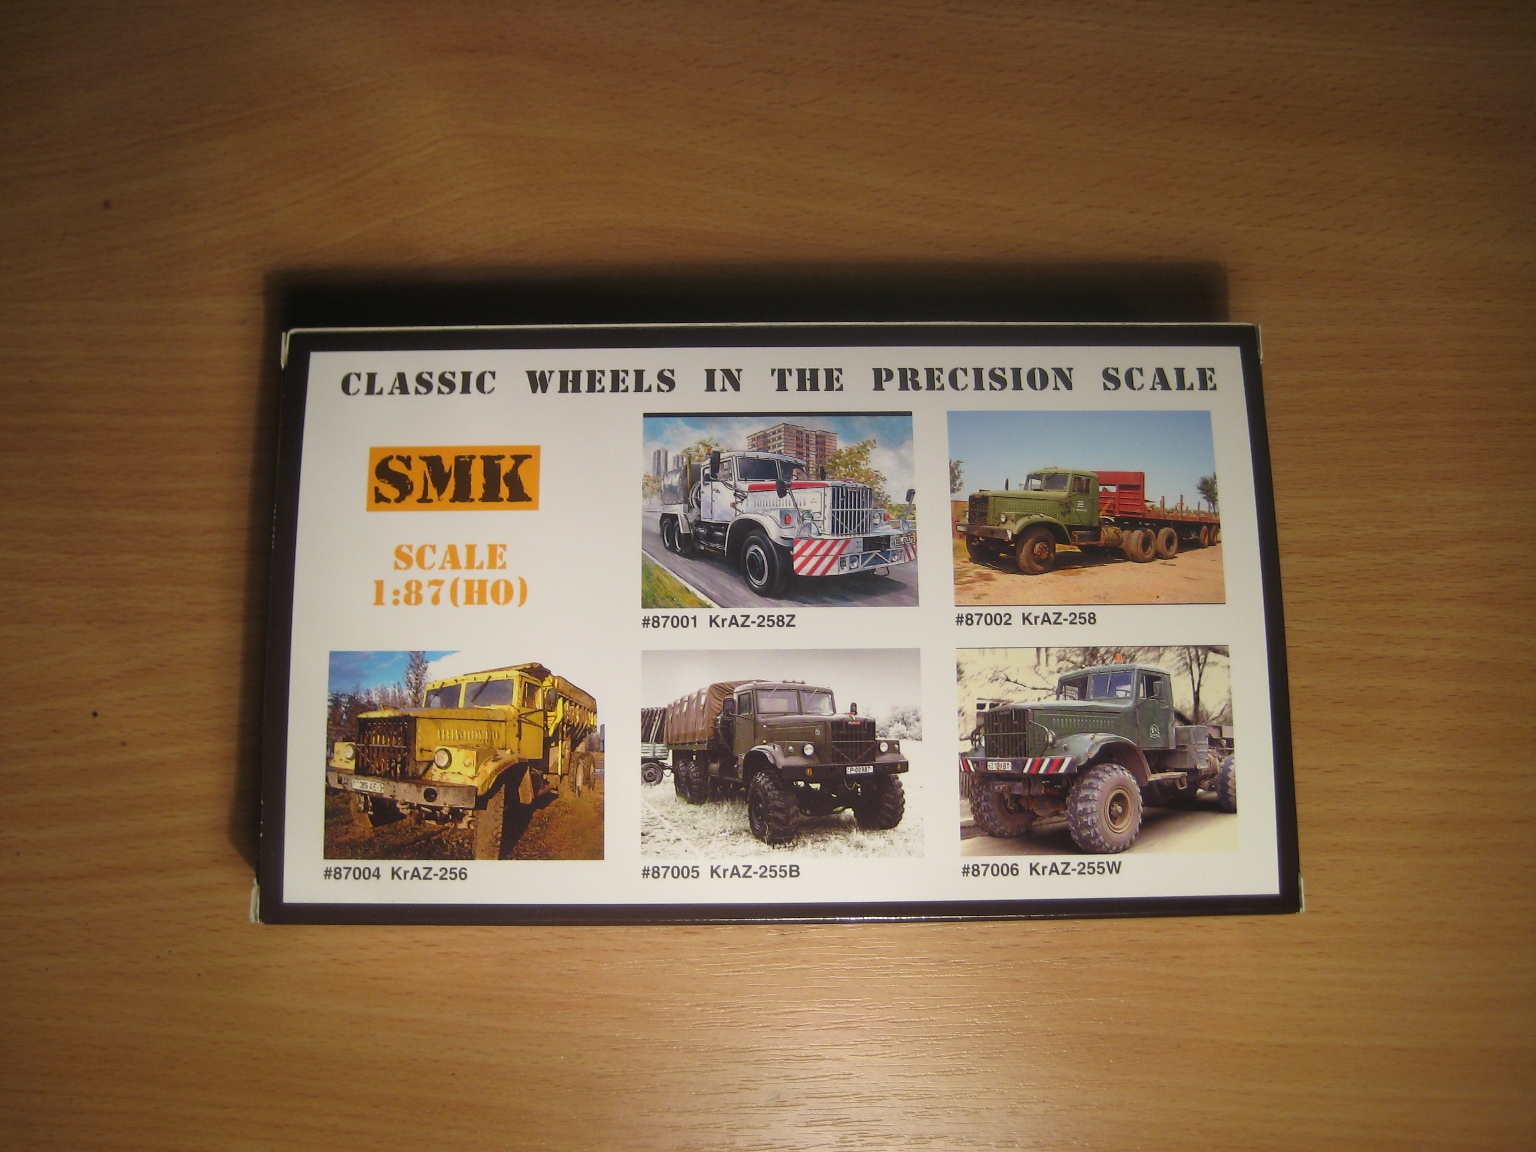 CLASSIC WHEELS IN THE PRECISION SCALE
SMK
SCALE
1:87(HO)
#87001 KrAZ-258Z
#87002 KrAZ-258
#87004 KrAZ-256
#87005 KrAZ-255B
#87006 KrAZ-255W